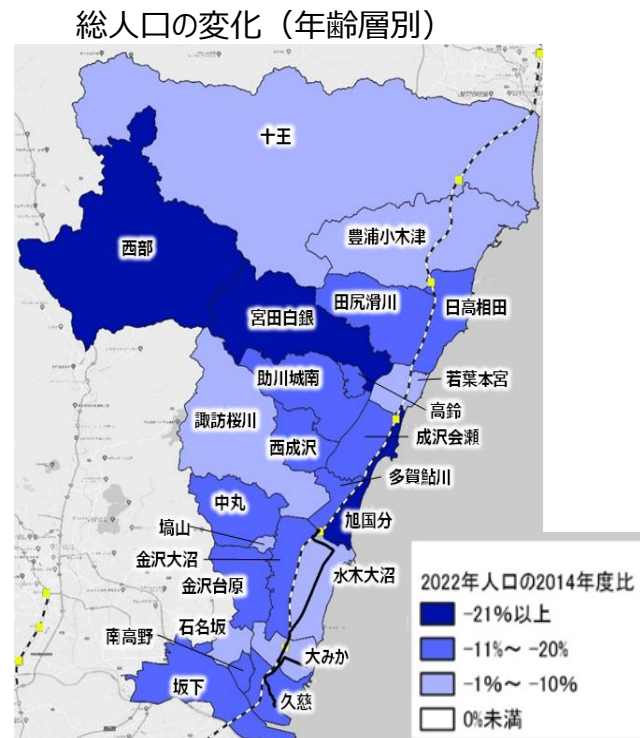 総人口の変化（年齢層別）
十王
豊浦小木津
西部
田尻滑川
日高相田
宮田白銀
若葉本宮
助川城南
高鈴
諏訪桜川
成沢会瀬
西成沢
多賀鮎川
中丸
旭国分
塙山
金沢大沼
水木大沼
金沢台原
石名坂
南高野
大みか
坂下
久慈
2022年人口の2014年度比
-21%以上
-11%～ -20%
-1%～ -10%
0%未満